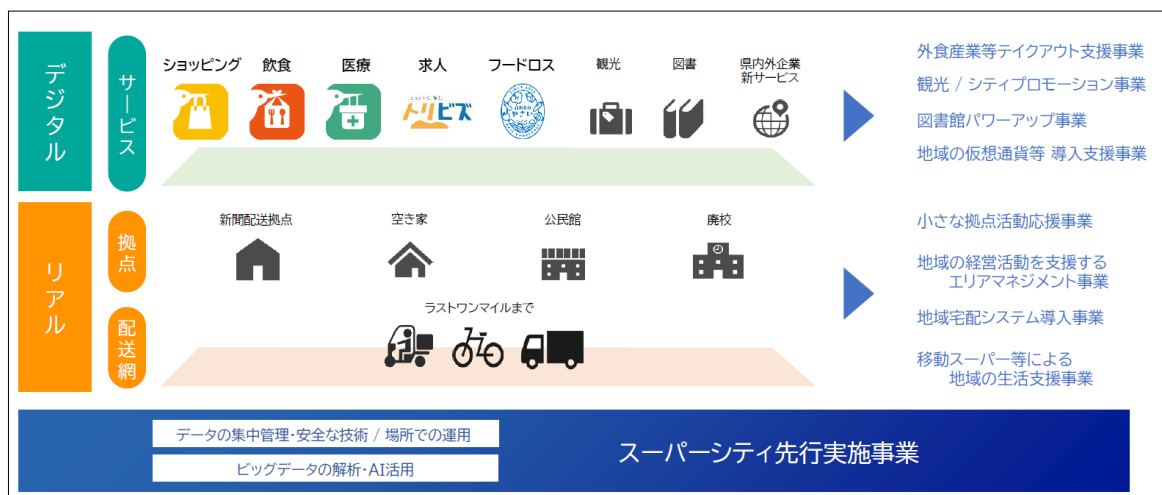 デジタル
サービス
ショッピング
飲食
医療
求人
フードロス
観光
図書
県内外企業
新サービス
トリビズ
外食産業等テイクアウト支援事業
観光 / シティプロモーション事業
図書館パワーアップ事業
地域の仮想通貨等 導入支援事業
リアル
拠点
新聞配送拠点
空き家
公民館
廃校
配送網
ラストワンマイルまで
小さな拠点活動応援事業
地域の経営活動を支援する
エリアマネジメント事業
地域宅配システム導入事業
移動スーパー等による
地域の生活支援事業
データの集中管理・安全な技術 / 場所での運用
ビッグデータの解析・AI活用
スーパーシティ先行実施事業